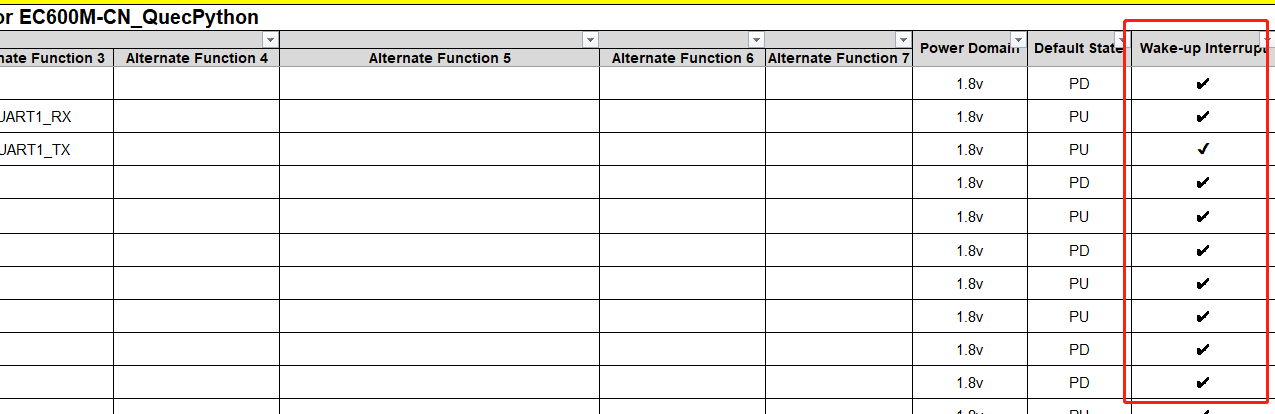 or EC600M-CN_QuecPython
nate Function 3 Alternate Function 4 Alternate Function 5 Alternate Function 6 Alternate Function 7 Power Domain Default State Wake-up Interrupt
1.8v PD ✔
UART1_RX 1.8v PU ✔
UART1_TX 1.8v PU ✔
1.8v PD ✔
1.8v PU ✔
1.8v PD ✔
1.8v PU ✔
1.8v PU ✔
1.8v PD ✔
1.8v PD ✔
1.8v PU ✔